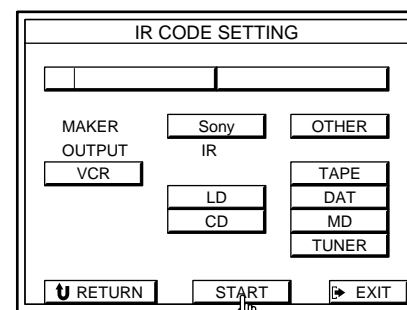 IR CODE SETTING
MAKER Sony OTHER
OUTPUT IR
VCR TAPE
LD DAT
CD MD
TUNER
RETURN START EXIT